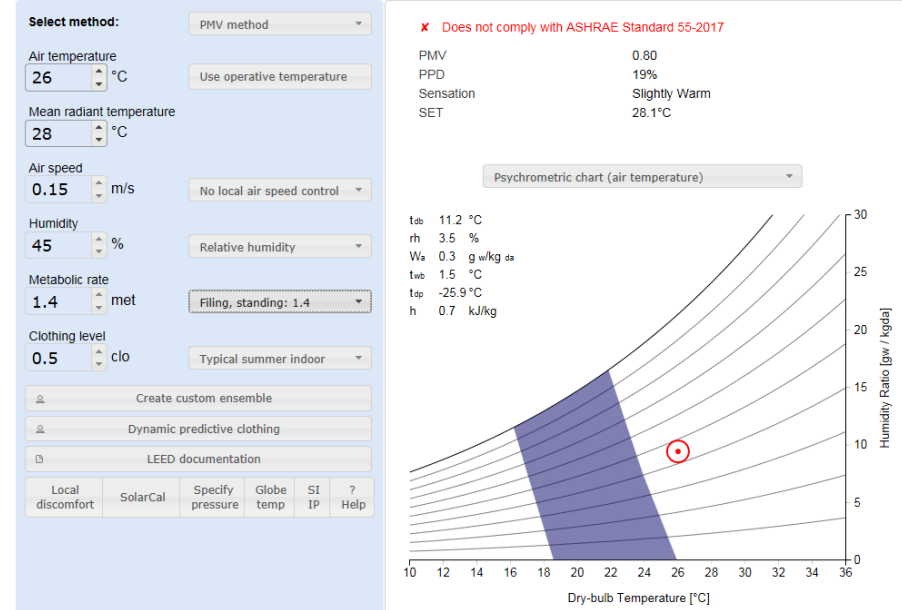 Select method:
PMV method
Air temperature
26 °C
Use operative temperature
Mean radiant temperature
28 °C
Air speed
0.15 m/s
No local air speed control
Humidity
45 %
Relative humidity
Metabolic rate
1.4 met
Filing, standing: 1.4
Clothing level
0.5 clo
Typical summer indoor
Create custom ensemble
Dynamic predictive clothing
LEED documentation
Local discomfort
SolarCal
Specify pressure
Globe temp
SI IP
? Help
✘ Does not comply with ASHRAE Standard 55-2017
PMV 0.80
PPD 19%
Sensation Slightly Warm
SET 28.1°C
Psychrometric chart (air temperature)
tdb 11.2 °C
rh 3.5 %
Wa 0.3 g w/kg da
twb 1.5 °C
tdp -25.9 °C
h 0.7 kJ/kg
30
25
20
15
10
5
0
Humidity Ratio [gw / kgda]
10 12 14 16 18 20 22 24 26 28 30 32 34 36
Dry-bulb Temperature [°C]